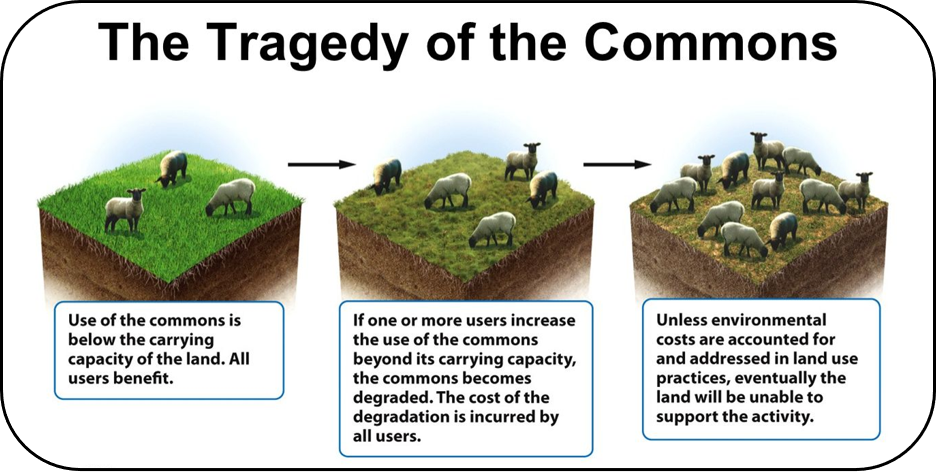 The Tragedy of the Commons
Use of the commons is
below the carrying
capacity of the land. All
users benefit.
If one or more users increase
the use of the commons
beyond its carrying capacity,
the commons becomes
degraded. The cost of the
degradation is incurred by
all users.
Unless environmental
costs are accounted for
and addressed in land use
practices, eventually the
land will be unable to
support the activity.